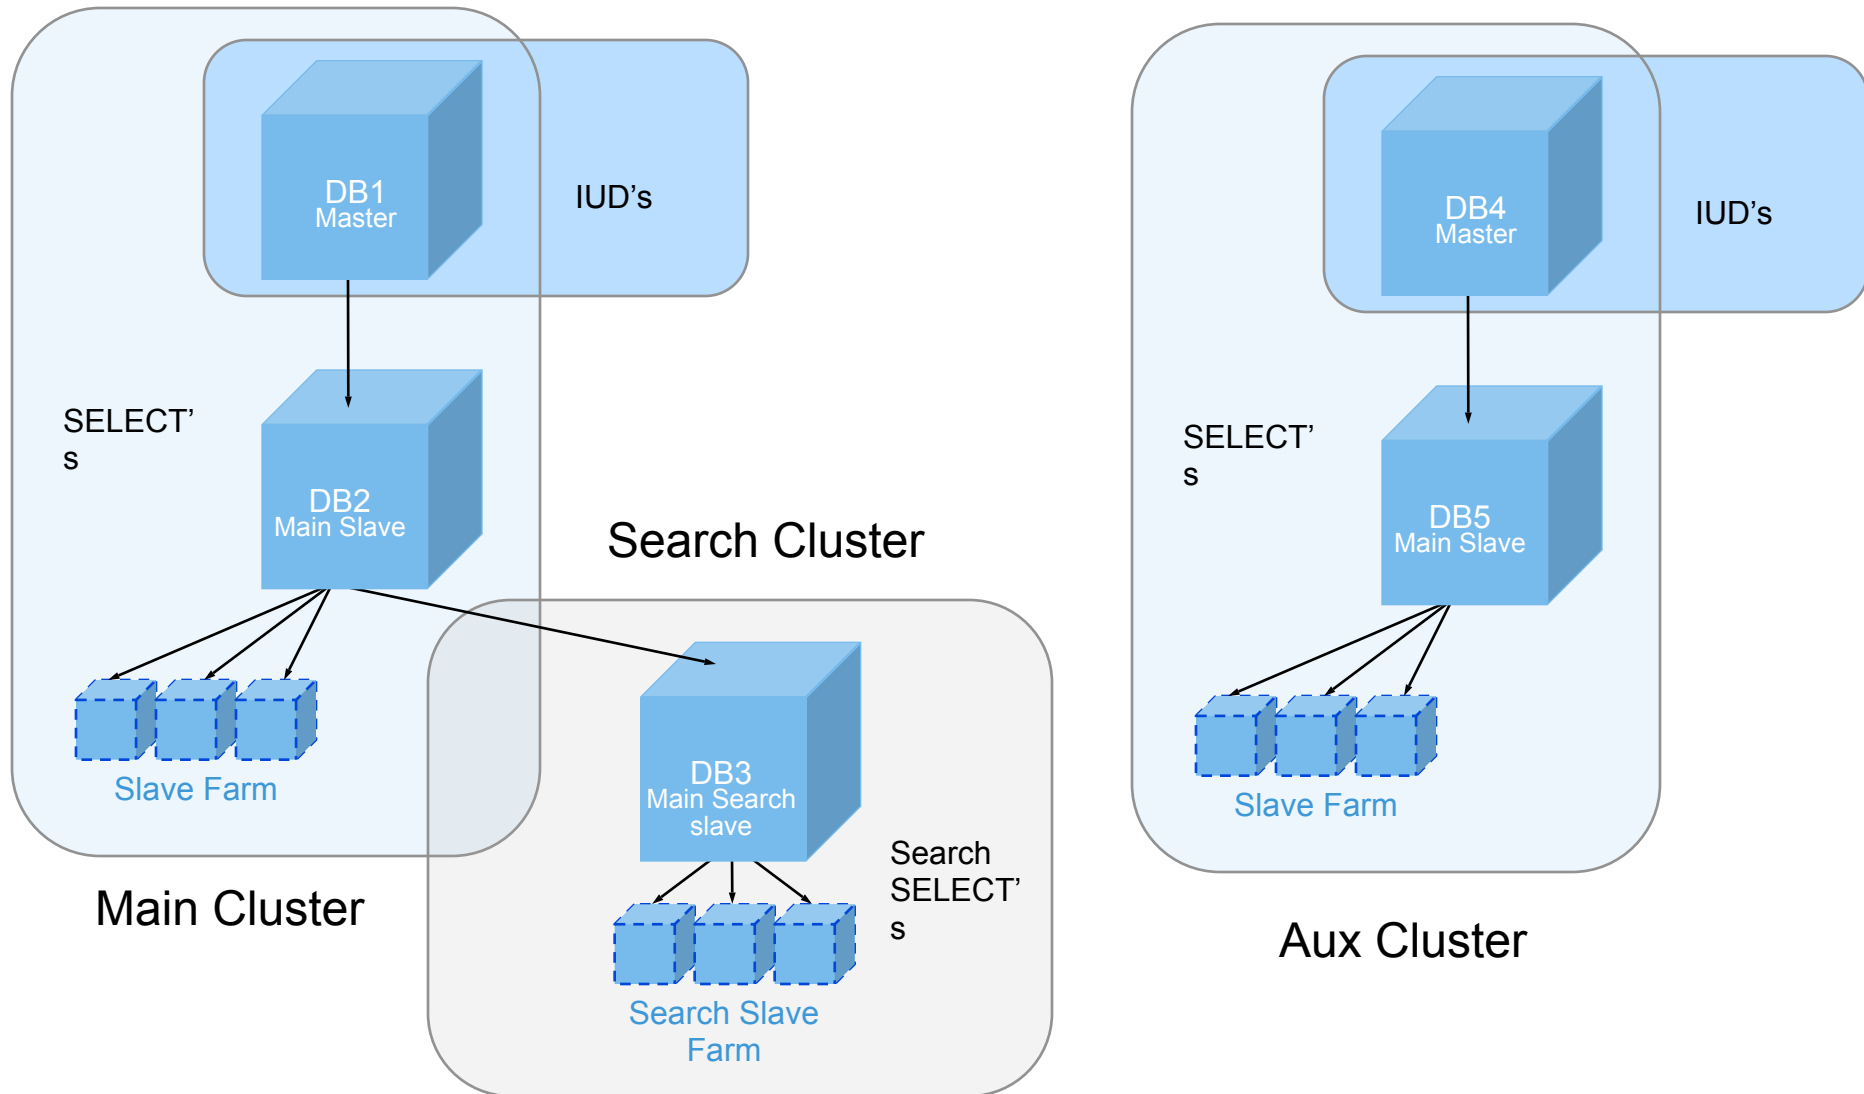 DB1
Master
IUD’s
SELECT’
s
DB2
Main Slave
Slave Farm
Main Cluster
Search Cluster
DB3
Main Search
slave
Search
SELECT’
s
Search Slave
Farm
DB4
Master
IUD’s
SELECT’
s
DB5
Main Slave
Slave Farm
Aux Cluster